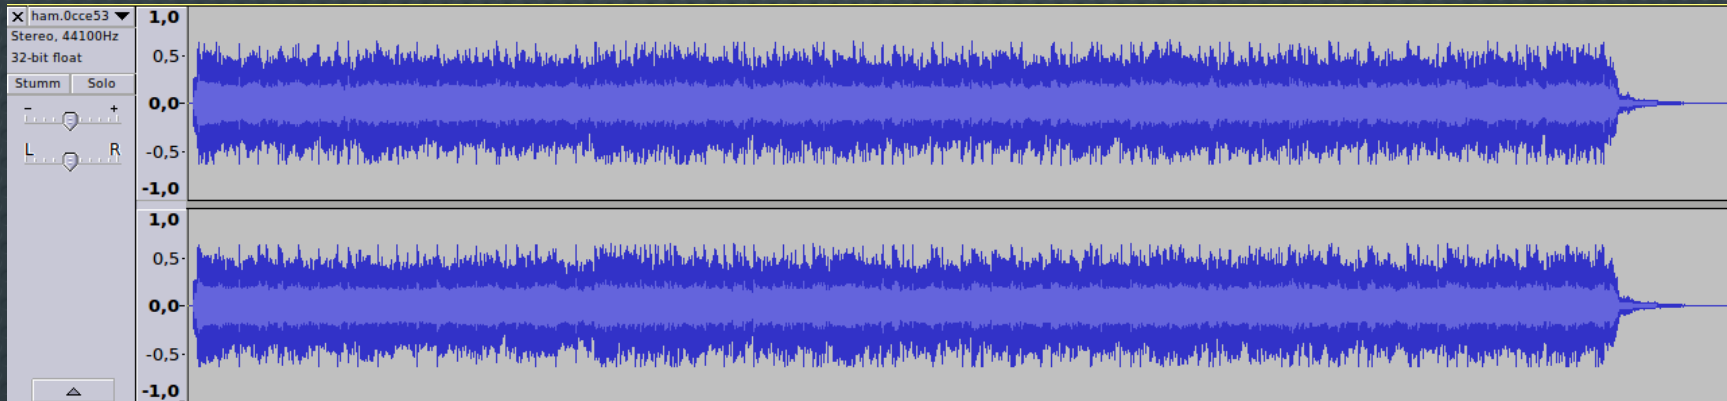 ham.0cce53
Stereo, 44100Hz
32-bit float
Stumm Solo
- +
L R
1,0
0,5-
0,0-
-0,5-
-1,0
1,0
0,5-
0,0-
-0,5-
-1,0